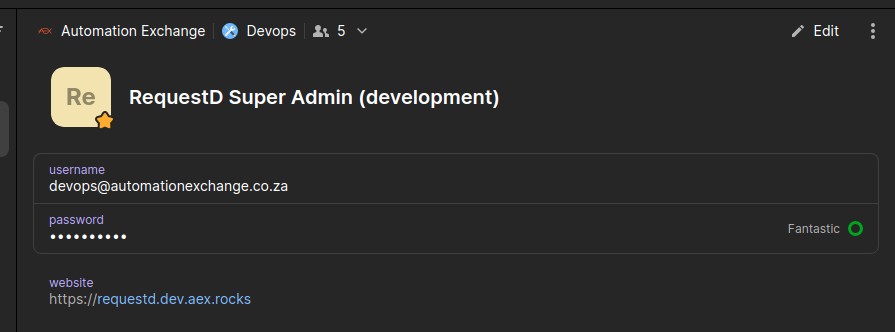 Automation Exchange Devops 5 Edit
Re RequestD Super Admin (development)
username
devops@automationexchange.co.za
password
•••••••••• Fantastic
website
https://requestd.dev.aex.rocks